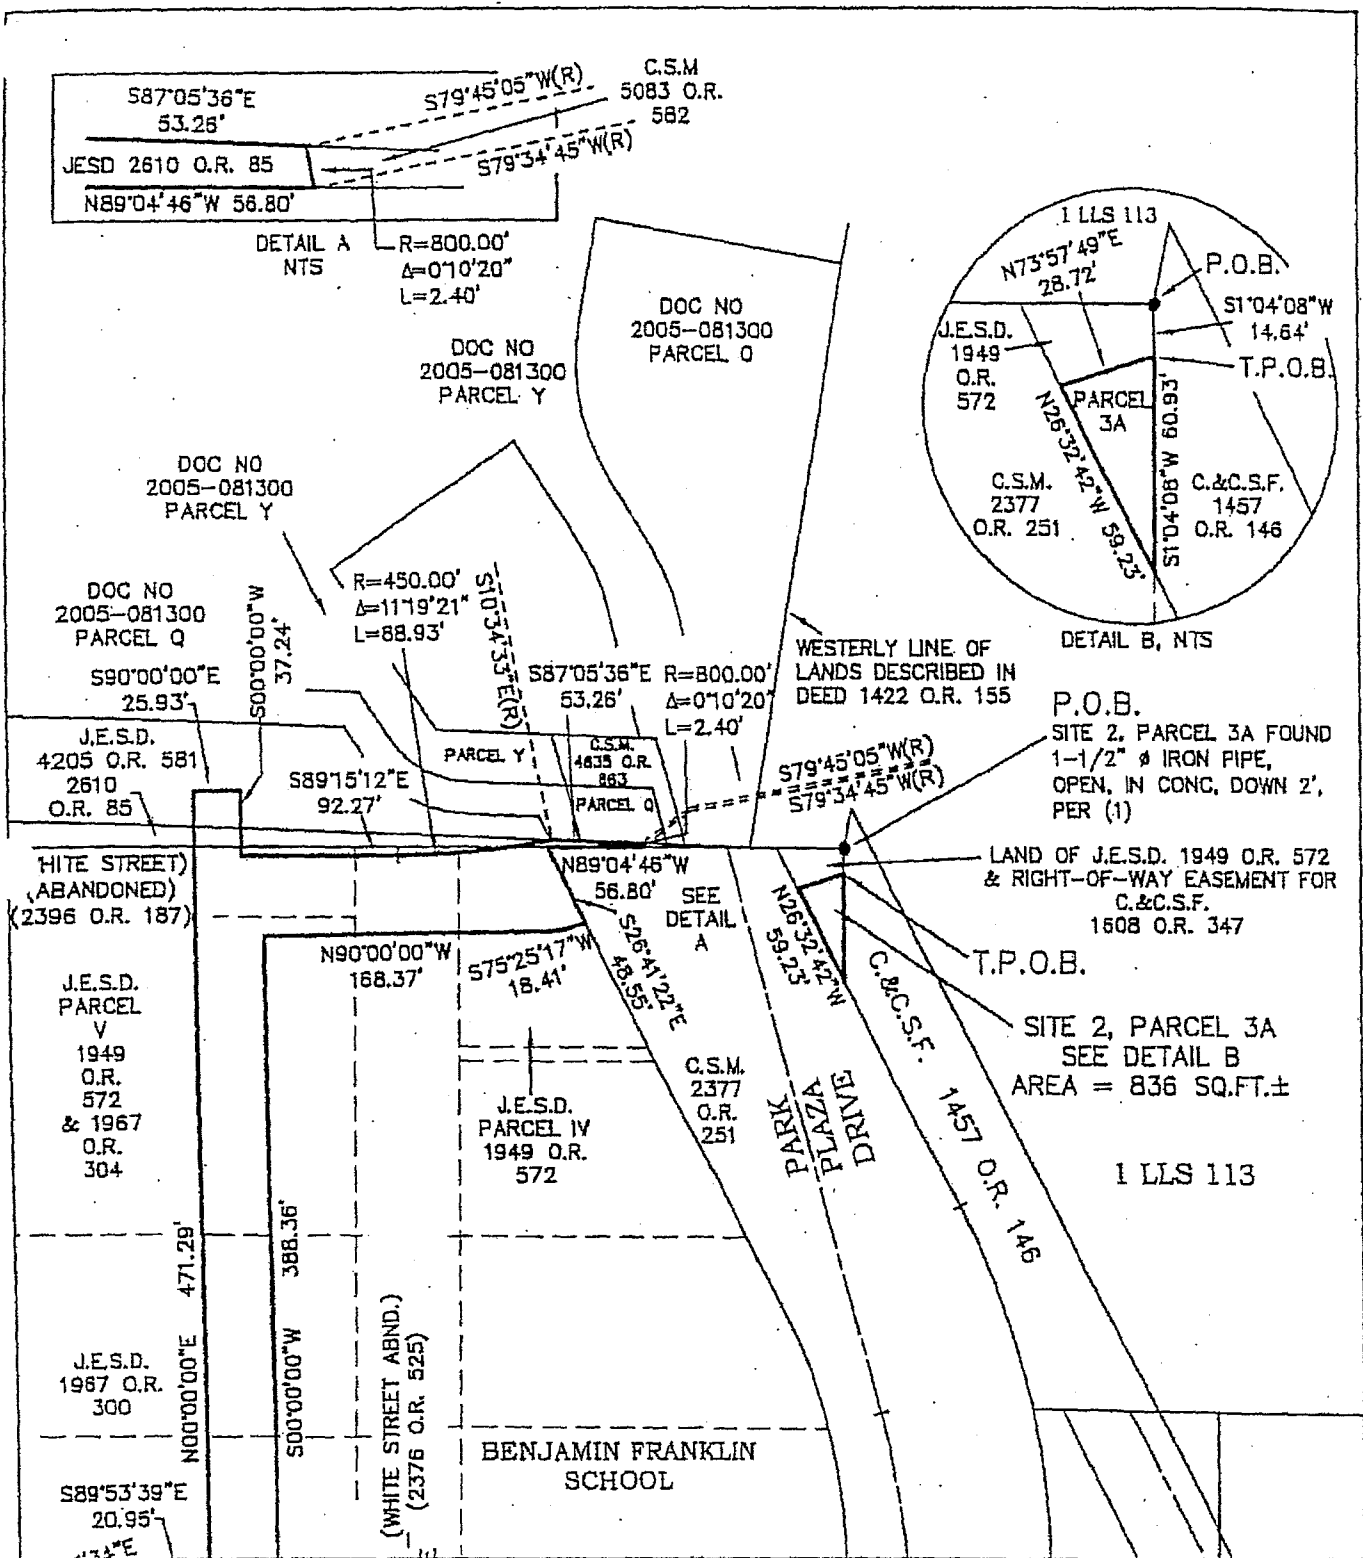 S87°05'36"E
53.26'
JESD 2610 O.R. 85
N89°04'46"W 56.80'
S79°45'05"W(R)
S79°34'45"W(R)
C.S.M
5083 O.R.
582
DETAIL A
NTS
R=800.00'
Δ=0°10'20"
L=2.40'
DOC NO
2005-081300
PARCEL O
DOC NO
2005-081300
PARCEL Y
DOC NO
2005-081300
PARCEL Y
DOC NO
2005-081300
PARCEL Q
1 LLS 113
N73°57'49"E
28.72'
P.O.B.
S1°04'08"W
14.64'
T.P.O.B.
J.E.S.D.
1949
O.R.
572
PARCEL
3A
N26°32'42"W 59.23'
S1°04'08"W 60.93'
C.S.M.
2377
O.R. 251
C.&C.S.F.
1457
O.R. 146
DETAIL B, NTS
R=450.00'
Δ=11°19'21"
L=88.93'
S10°34'33"E(R)
S00°00'00"W
37.24'
S90°00'00"E
25.93'
S87°05'36"E
53.26'
R=800.00'
Δ=0°10'20"
L=2.40'
WESTERLY LINE OF
LANDS DESCRIBED IN
DEED 1422 O.R. 155
P.O.B.
SITE 2, PARCEL 3A FOUND
1-1/2" ø IRON PIPE,
OPEN, IN CONC, DOWN 2',
PER (1)
J.E.S.D.
4205 O.R. 581
2610
O.R. 85
S89°15'12"E
92.27'
PARCEL Y
C.S.M.
4635 O.R.
863
PARCEL Q
S79°45'05"W(R)
S79°34'45"W(R)
HITE STREET)
(ABANDONED)
(2396 O.R. 187)
N89°04'46"W
56.80'
SEE
DETAIL
A
LAND OF J.E.S.D. 1949 O.R. 572
& RIGHT-OF-WAY EASEMENT FOR
C.&C.S.F.
1508 O.R. 347
N90°00'00"W
168.37'
S75°25'17"W
18.41'
S26°41'22"E
48.55'
N26°32'42"W
59.23'
T.P.O.B.
SITE 2, PARCEL 3A
SEE DETAIL B
AREA = 836 SQ.FT.±
J.E.S.D.
PARCEL
V
1949
O.R.
572
& 1967
O.R.
304
J.E.S.D.
PARCEL IV
1949 O.R.
572
C.S.M.
2377
O.R.
251
PARK
PLAZA
DRIVE
C.&C.S.F. 1457 O.R. 146
1 LLS 113
N00°00'00"E 471.29'
S00°00'00"W 388.36'
J.E.S.D.
1967 O.R.
300
(WHITE STREET ABND.)
(2376 O.R. 525)
BENJAMIN FRANKLIN
SCHOOL
S89°53'39"E
20.95'